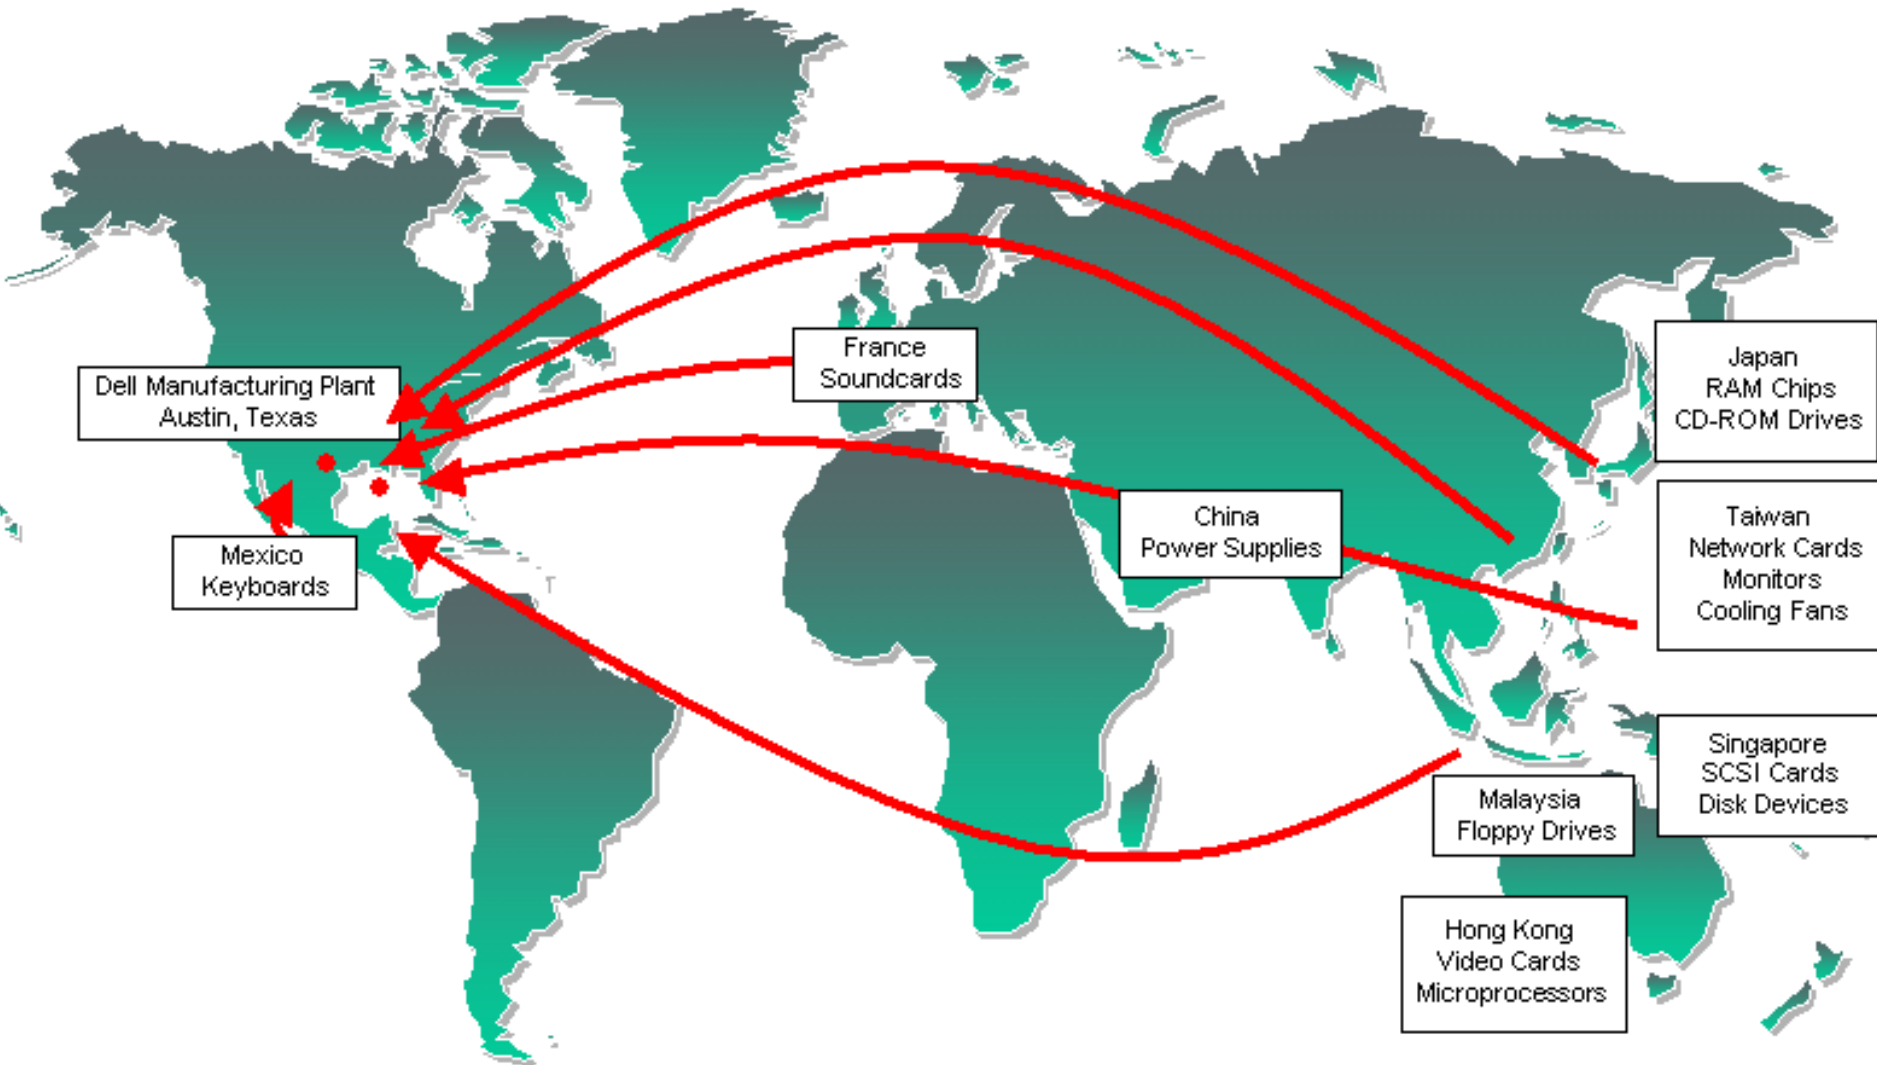 Dell Manufacturing Plant
Austin, Texas
France
Soundcards
Japan
RAM Chips
CD-ROM Drives
China
Power Supplies
Taiwan
Network Cards
Monitors
Cooling Fans
Mexico
Keyboards
Singapore
SCSI Cards
Disk Devices
Malaysia
Floppy Drives
Hong Kong
Video Cards
Microprocessors